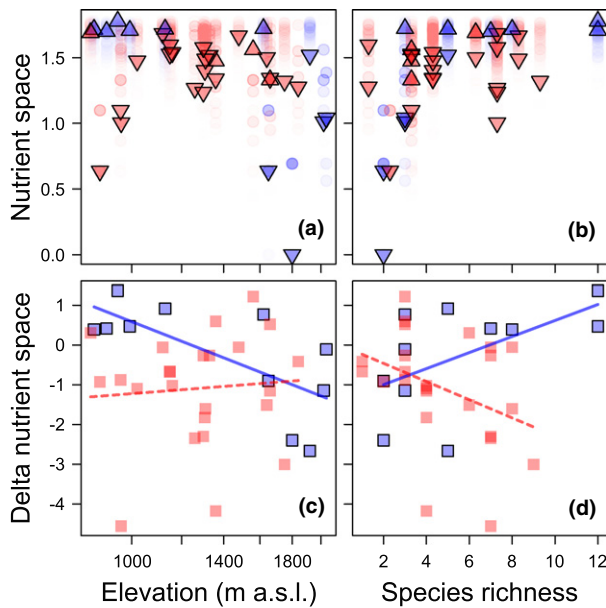 Nutrient space
1.5
1.0
0.5
0.0
(a)
(b)
Delta nutrient space
1
0
-1
-2
-3
-4
(c)
(d)
1000 1400 1800
2 4 6 8 12
Elevation (m a.s.l.)
Species richness